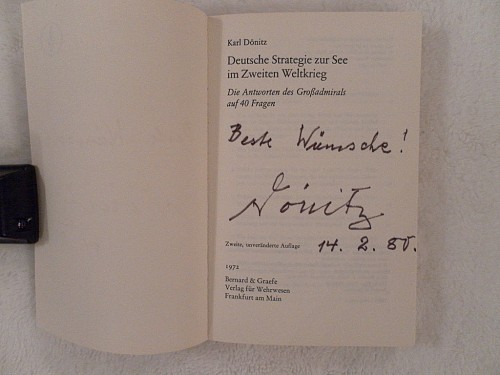 Karl Dönitz
Deutsche Strategie zur See
im Zweiten Weltkrieg
Die Antworten des Großadmirals
auf 40 Fragen
Beste Wünsche!
Dönitz
Zweite, unveränderte Auflage
14. 2. 80.
1972
Bernard & Graefe
Verlag für Wehrwesen
Frankfurt am Main